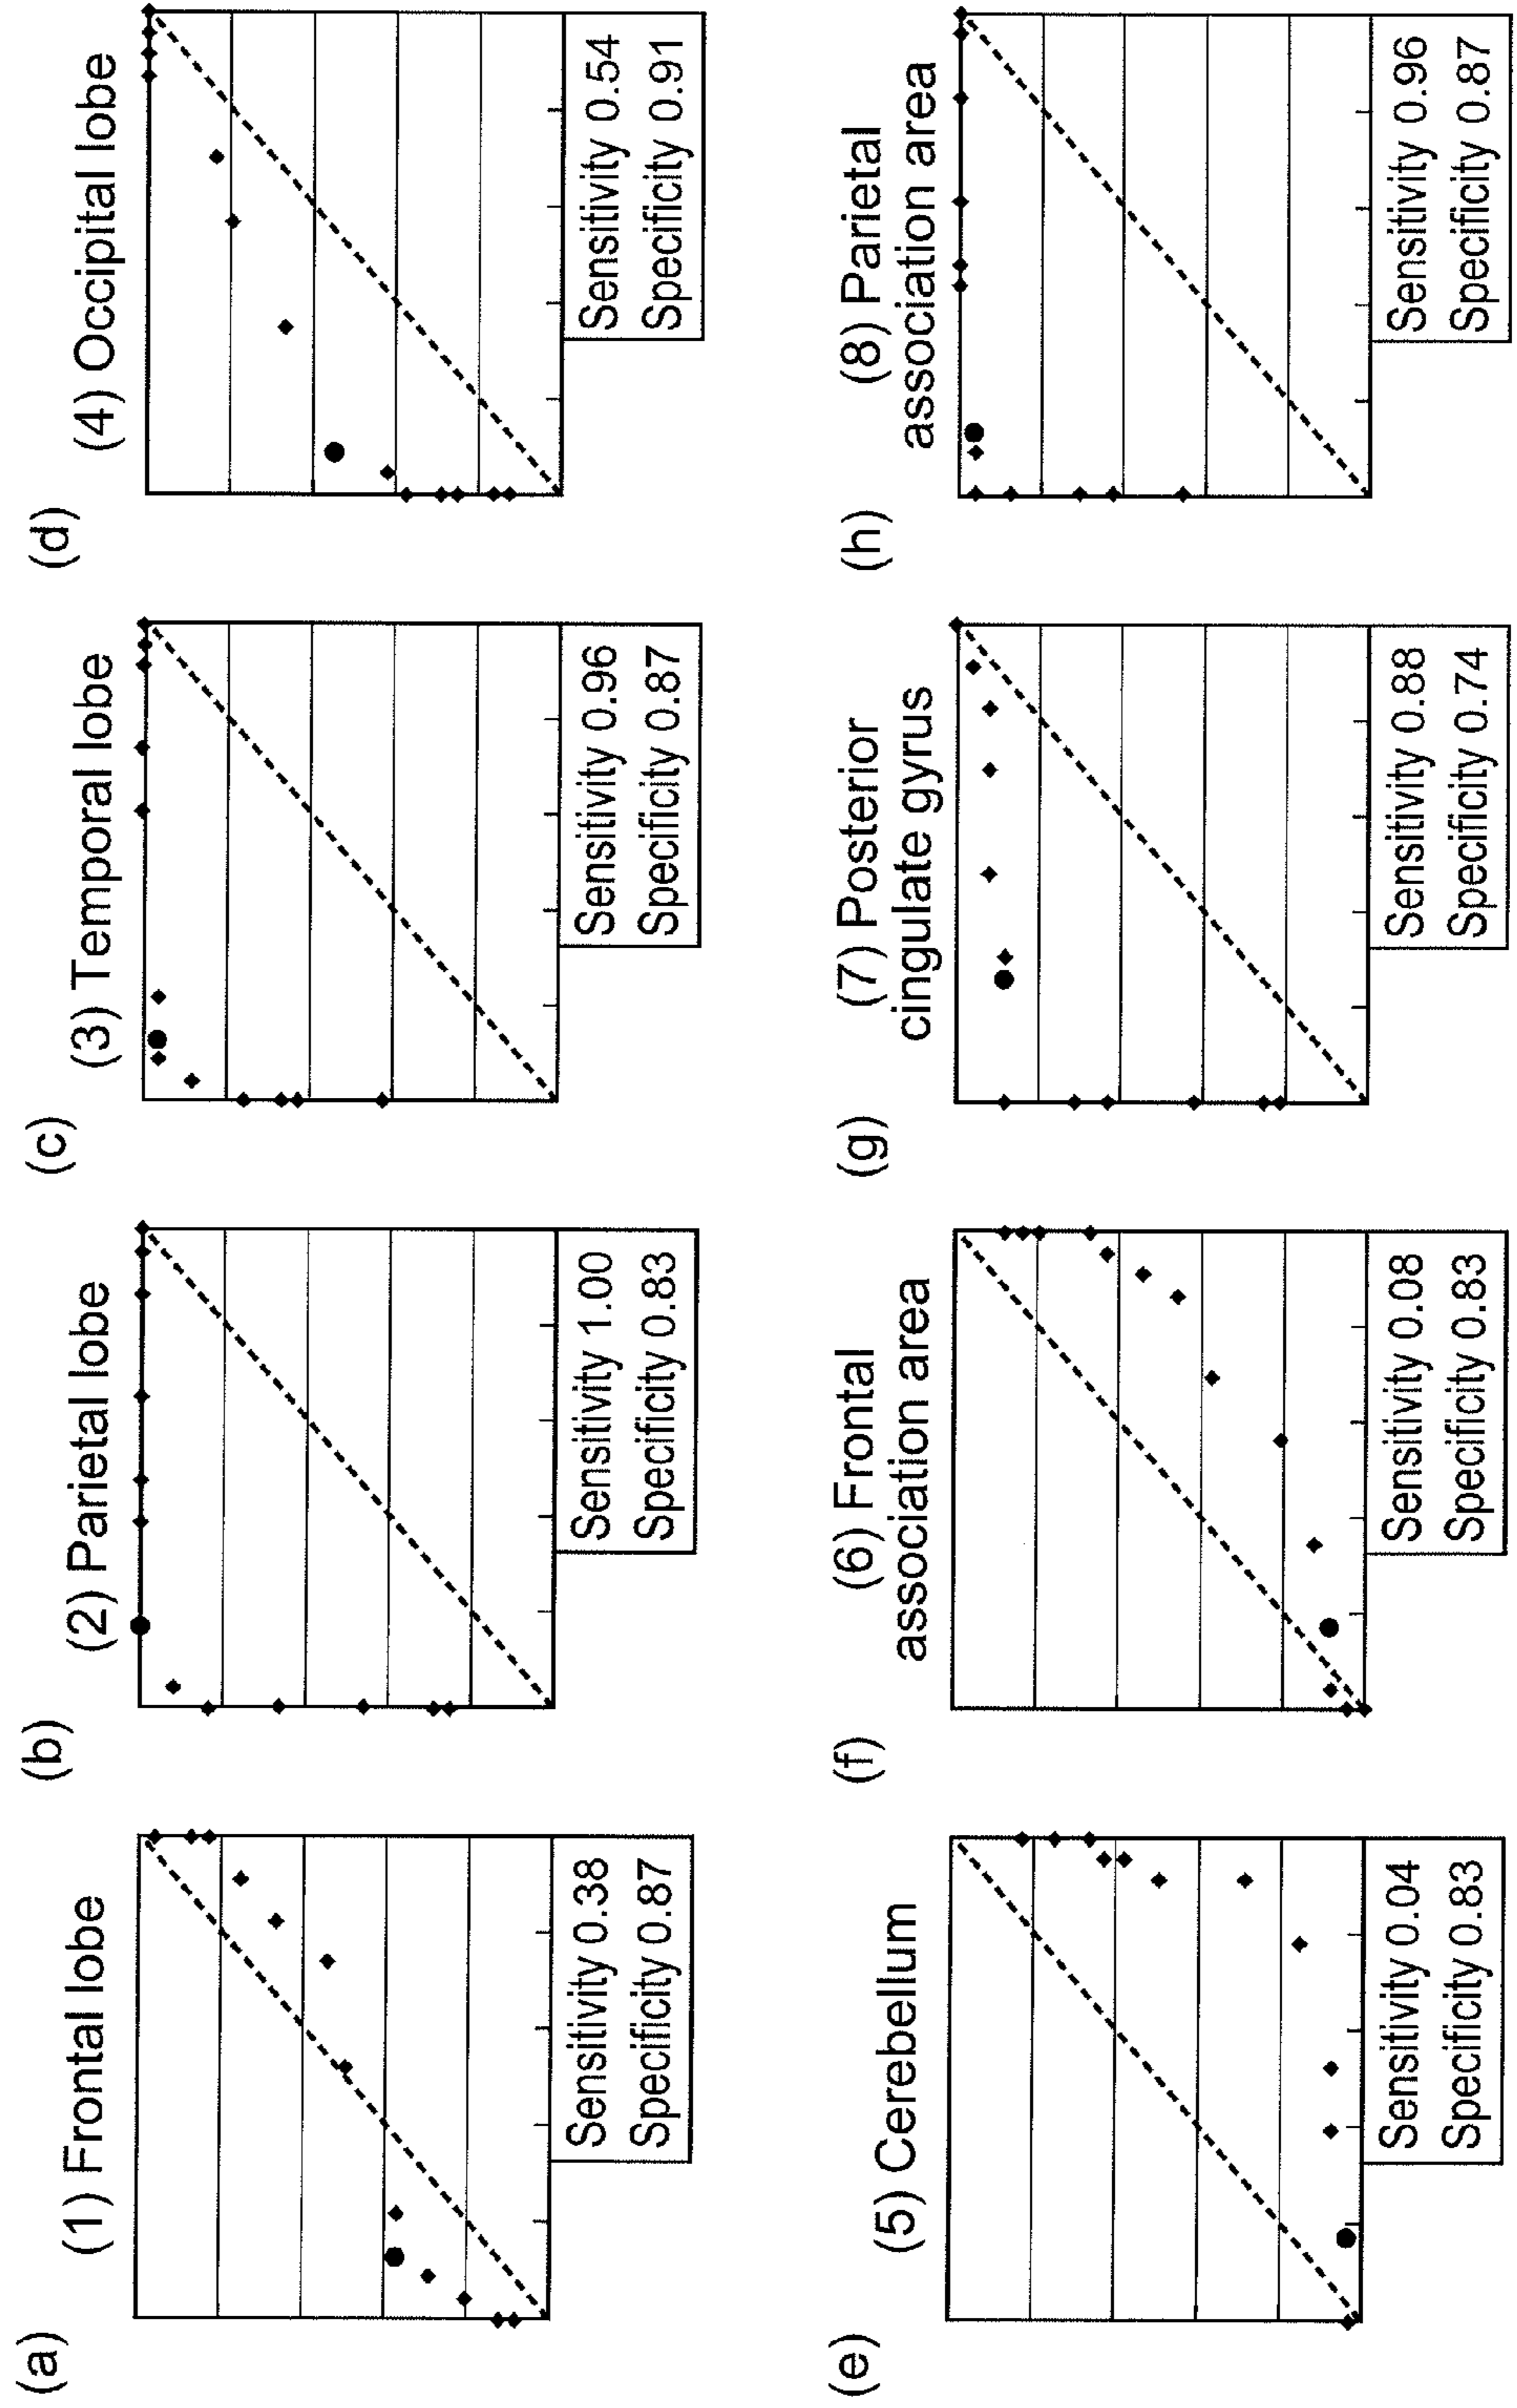 (a)
(1) Frontal lobe
Sensitivity 0.38
Specificity 0.87
(b)
(2) Parietal lobe
Sensitivity 1.00
Specificity 0.83
(c)
(3) Temporal lobe
Sensitivity 0.96
Specificity 0.87
(d)
(4) Occipital lobe
Sensitivity 0.54
Specificity 0.91
(e)
(5) Cerebellum
Sensitivity 0.04
Specificity 0.83
(f)
(6) Frontal
association area
Sensitivity 0.08
Specificity 0.83
(g)
(7) Posterior
cingulate gyrus
Sensitivity 0.88
Specificity 0.74
(h)
(8) Parietal
association area
Sensitivity 0.96
Specificity 0.87